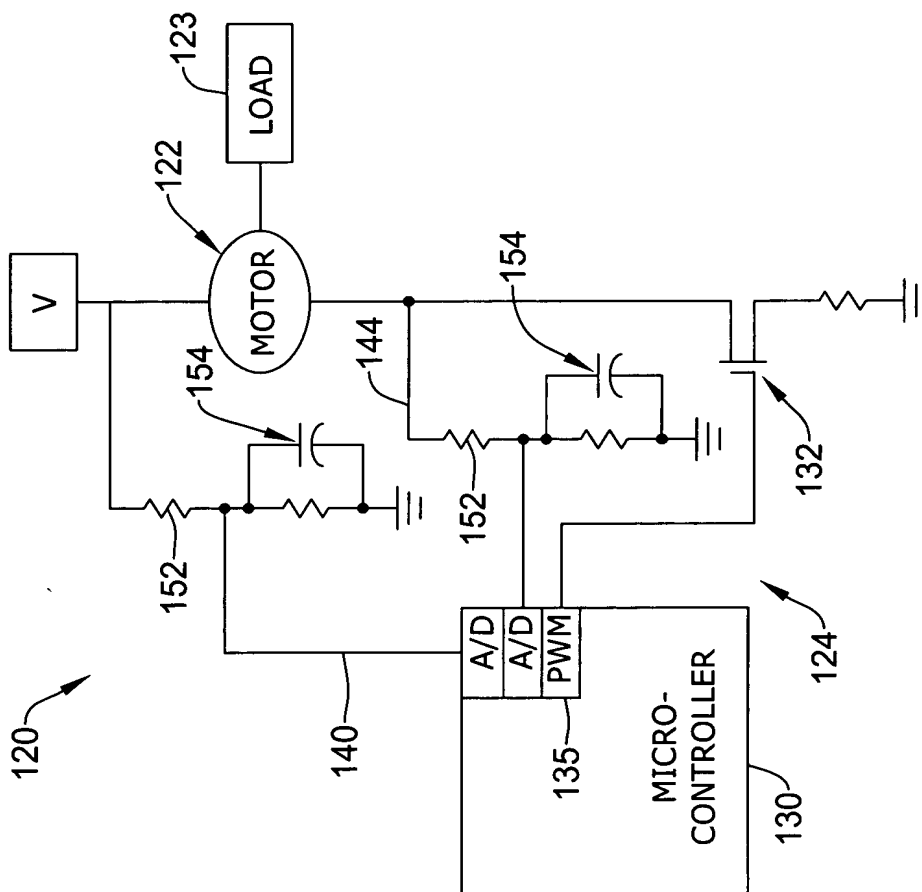 120
V
122
123
LOAD
MOTOR
154
152
144
154
152
140
A/D
A/D
PWM
135
132
124
MICRO-
CONTROLLER
130